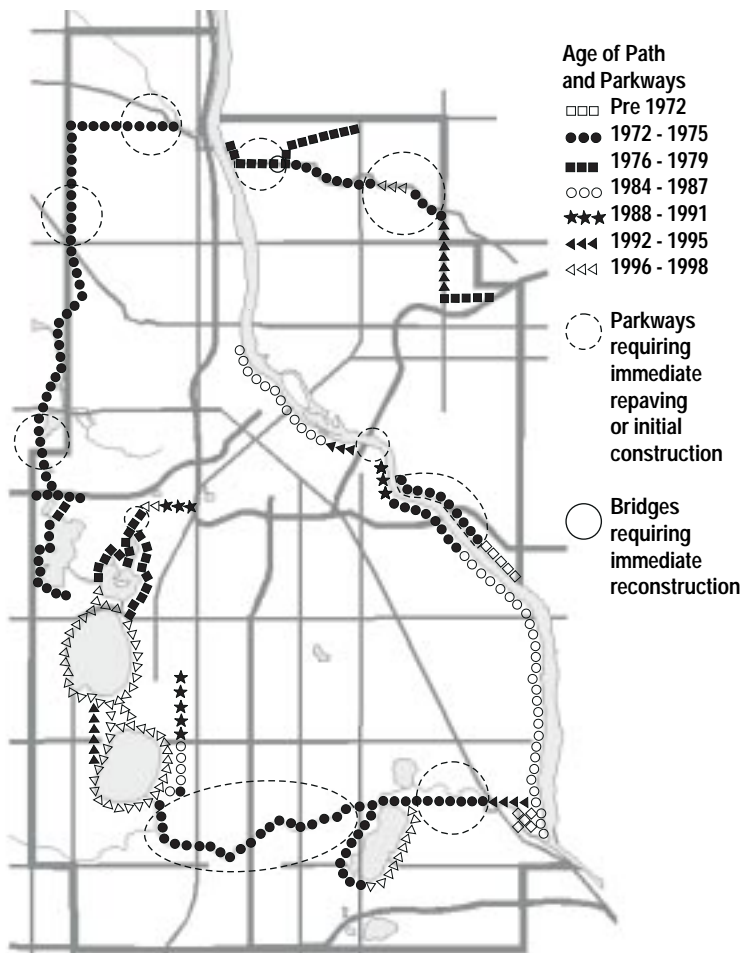 Age of Path
and Parkways
Pre 1972
1972 - 1975
1976 - 1979
1984 - 1987
1988 - 1991
1992 - 1995
1996 - 1998
Parkways
requiring
immediate
repaving
or initial
construction
Bridges
requiring
immediate
reconstruction